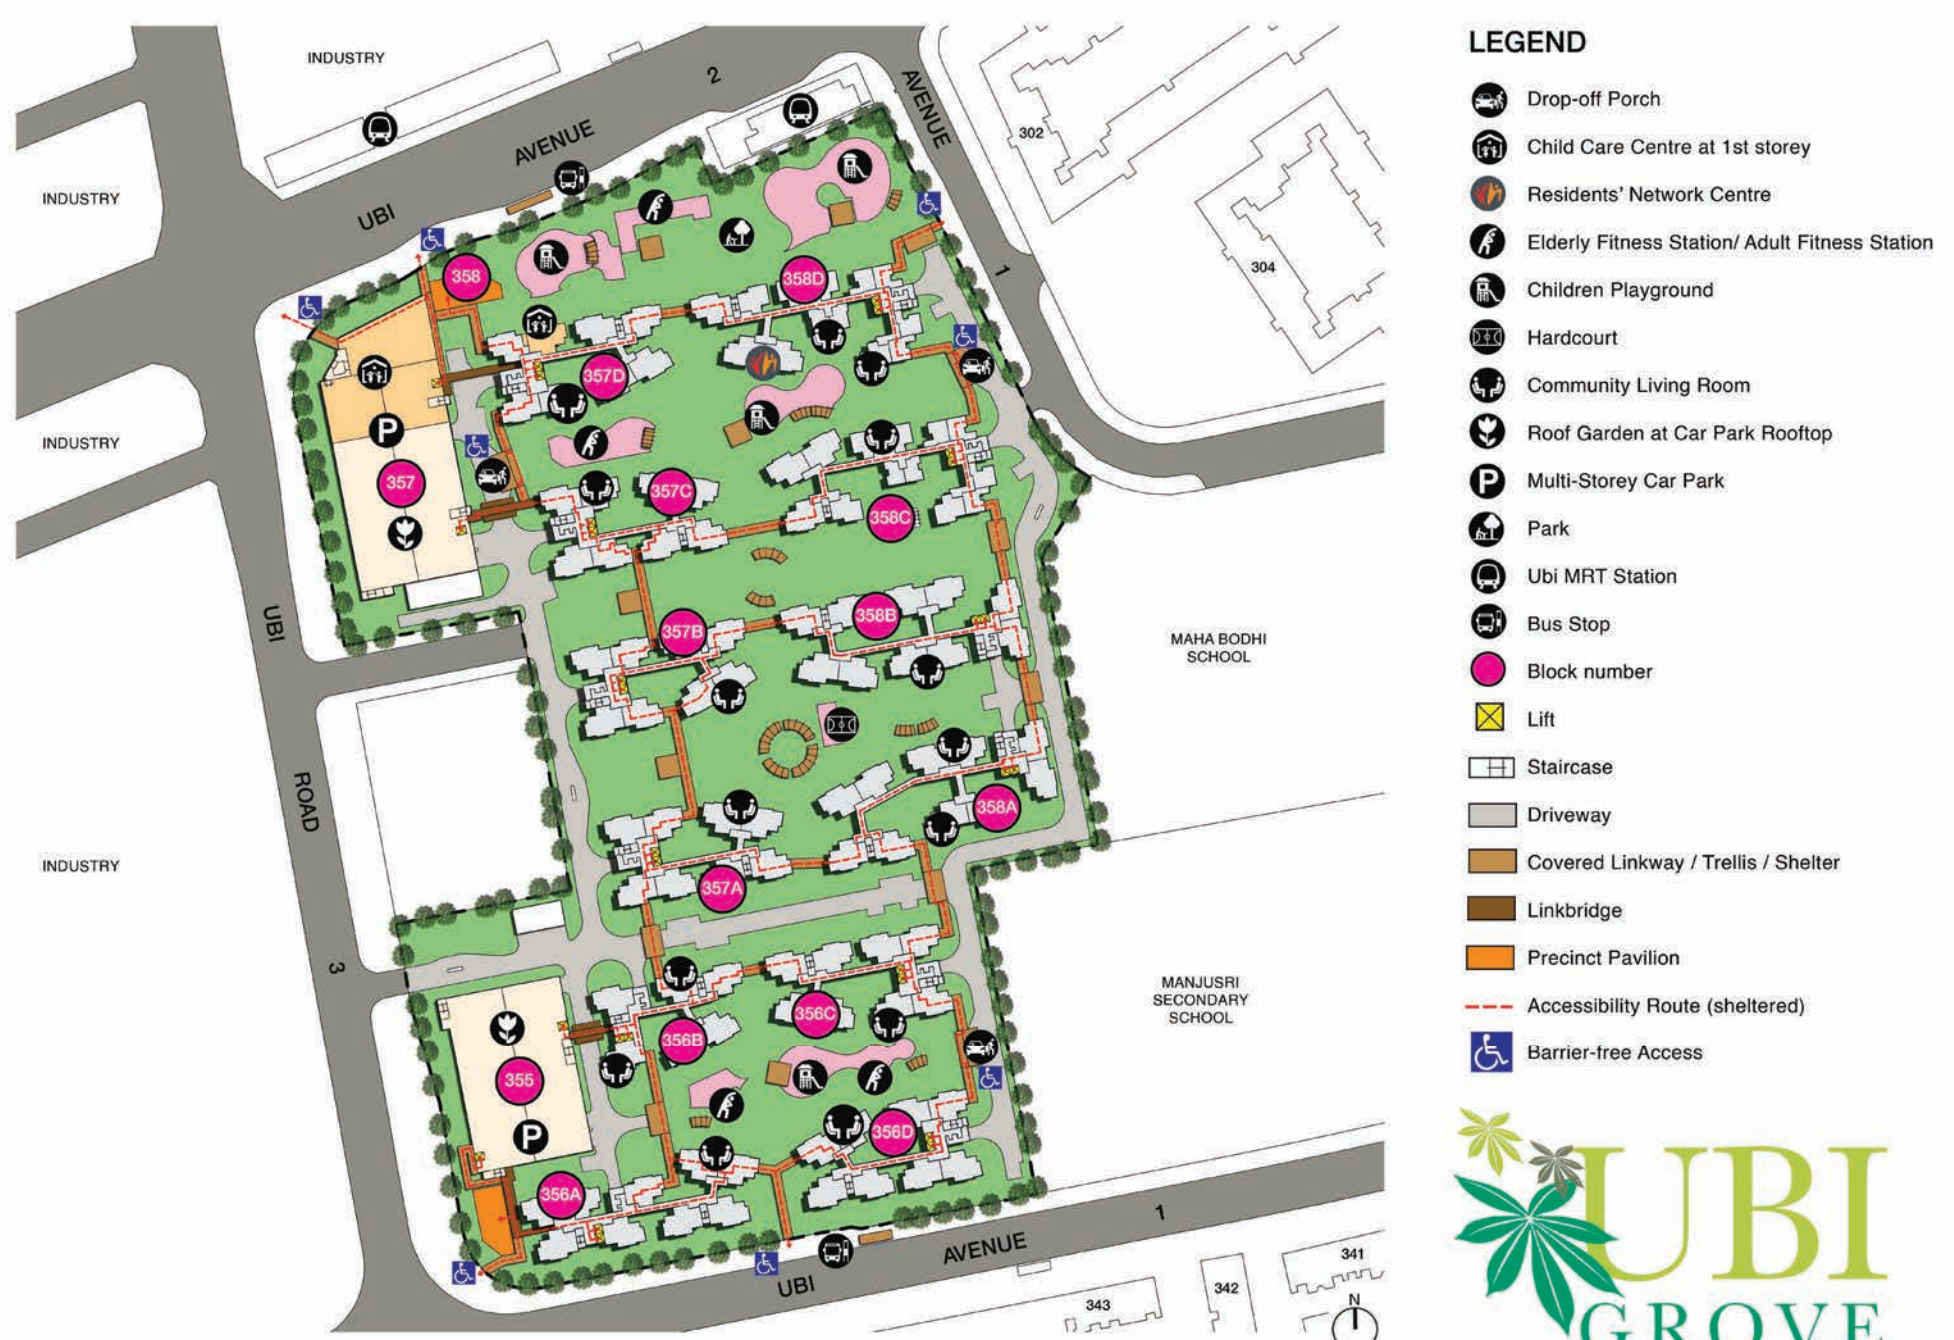 INDUSTRY
2
AVENUE
AVENUE
302
INDUSTRY
UBI
1
304
358
358D
357D
P
INDUSTRY
357
357C
358C
UBI
357B
358B
MAHA BODHI
SCHOOL
ROAD
358A
INDUSTRY
357A
3
MANJUSRI
SECONDARY
SCHOOL
356C
356B
355
P
356D
356A
UBI
AVENUE
1
343
342
341
N
LEGEND
Drop-off Porch
Child Care Centre at 1st storey
Residents' Network Centre
Elderly Fitness Station/ Adult Fitness Station
Children Playground
Hardcourt
Community Living Room
Roof Garden at Car Park Rooftop
P Multi-Storey Car Park
Park
Ubi MRT Station
Bus Stop
Block number
Lift
Staircase
Driveway
Covered Linkway / Trellis / Shelter
Linkbridge
Precinct Pavilion
Accessibility Route (sheltered)
Barrier-free Access
UBI
GROVE